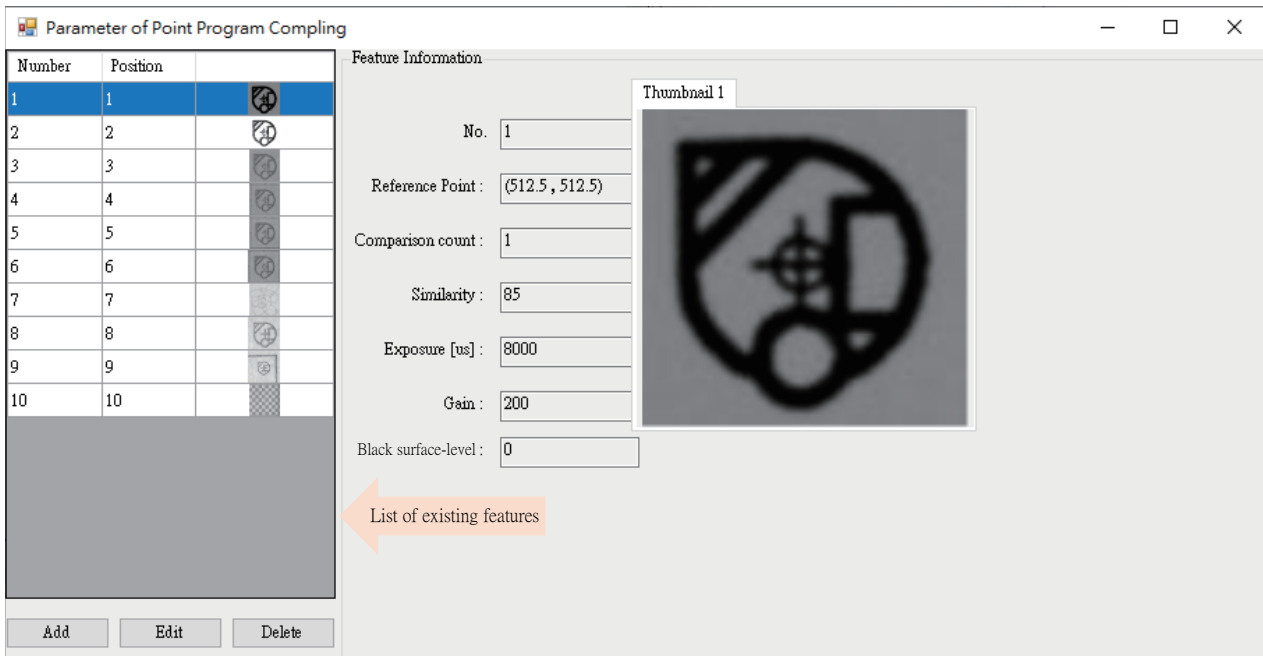 Parameter of Point Program Compling
Number Position
1 1
2 2
3 3
4 4
5 5
6 6
7 7
8 8
9 9
10 10
Add Edit Delete
Feature Information
No. 1
Reference Point : (512.5 , 512.5)
Comparison count : 1
Similarity : 85
Exposure [us] : 8000
Gain : 200
Black surface-level : 0
Thumbnail 1
List of existing features